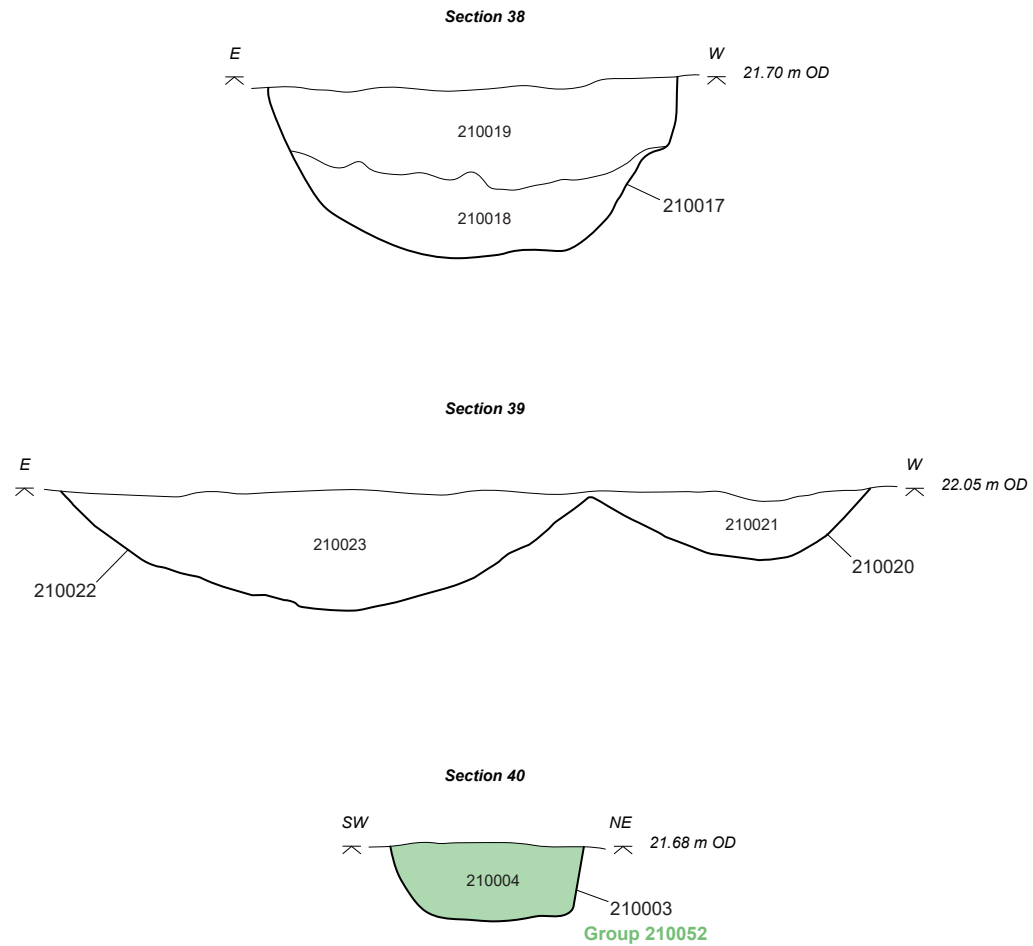 Section 38
E W
21.70 m OD
210019
210017
210018
Section 39
E W
22.05 m OD
210021
210023
210020
210022
Section 40
SW NE
21.68 m OD
210004
210003
Group 210052